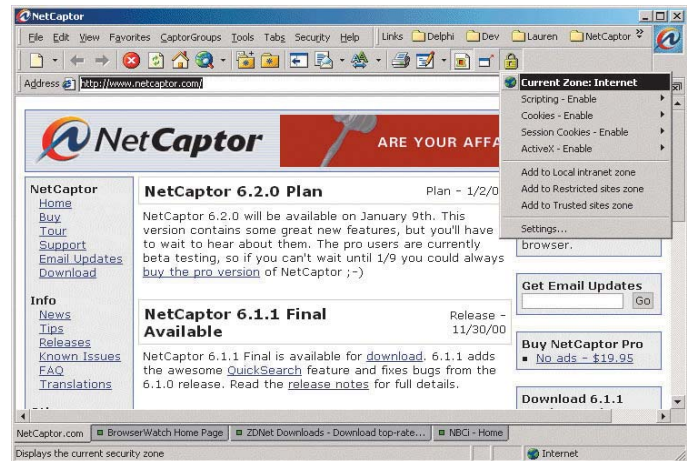 NetCaptor
File Edit View Favorites CaptorGroups Tools Tabs Security Help Links Delphi Dev Lauren NetCaptor
Address http://www.netcaptor.com/
Current Zone: Internet
Scripting - Enable
Cookies - Enable
Session Cookies - Enable
ActiveX - Enable
Add to Local intranet zone
Add to Restricted sites zone
Add to Trusted sites zone
Settings...
NetCaptor
ARE YOUR AFFA
NetCaptor
Home
Buy
Tour
Support
Email Updates
Download
Info
News
Tips
Releases
Known Issues
FAQ
Translations
NetCaptor 6.2.0 Plan
Plan - 1/2/0
NetCaptor 6.2.0 will be available on January 9th. This
version contains some great new features, but you'll have
to wait to hear about them. The pro users are currently
beta testing, so if you can't wait until 1/9 you could always
buy the pro version of NetCaptor ;-)
NetCaptor 6.1.1 Final
Available
Release -
11/30/00
NetCaptor 6.1.1 Final is available for download. 6.1.1 adds
the awesome QuickSearch feature and fixes bugs from the
6.1.0 release. Read the release notes for full details.
browser.
Get Email Updates
Go
Buy NetCaptor Pro
No ads - $19.95
Download 6.1.1
NetCaptor.com BrowserWatch Home Page ZDNet Downloads - Download top-rate... NBCi - Home
Displays the current security zone
Internet